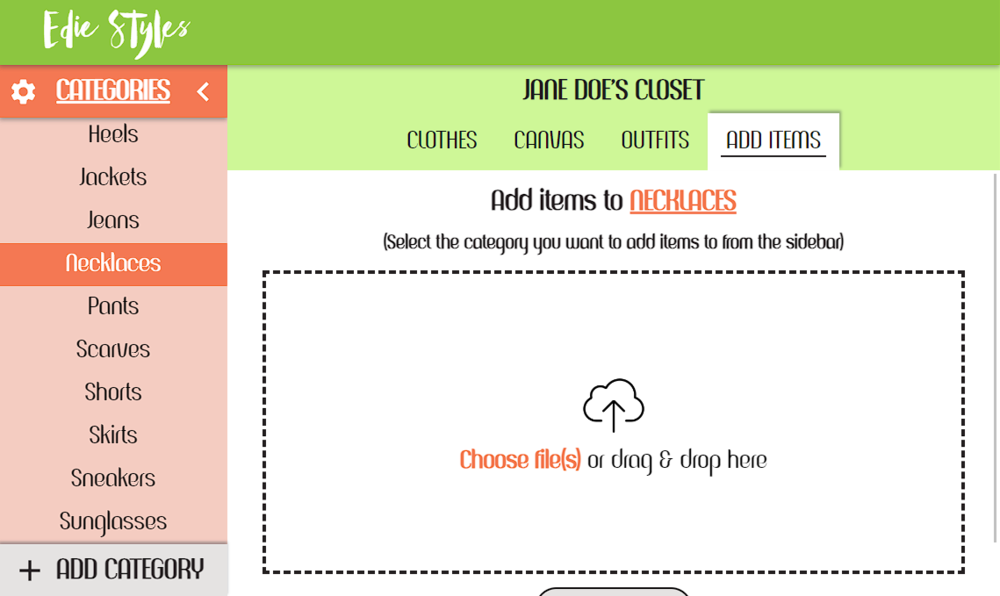 Edie Styles
CATEGORIES
Heels
Jackets
Jeans
Necklaces
Pants
Scarves
Shorts
Skirts
Sneakers
Sunglasses
ADD CATEGORY
JANE DOE'S CLOSET
CLOTHES CANVAS OUTFITS ADD ITEMS
Add items to NECKLACES
(Select the category you want to add items to from the sidebar)
Choose file(s) or drag & drop here